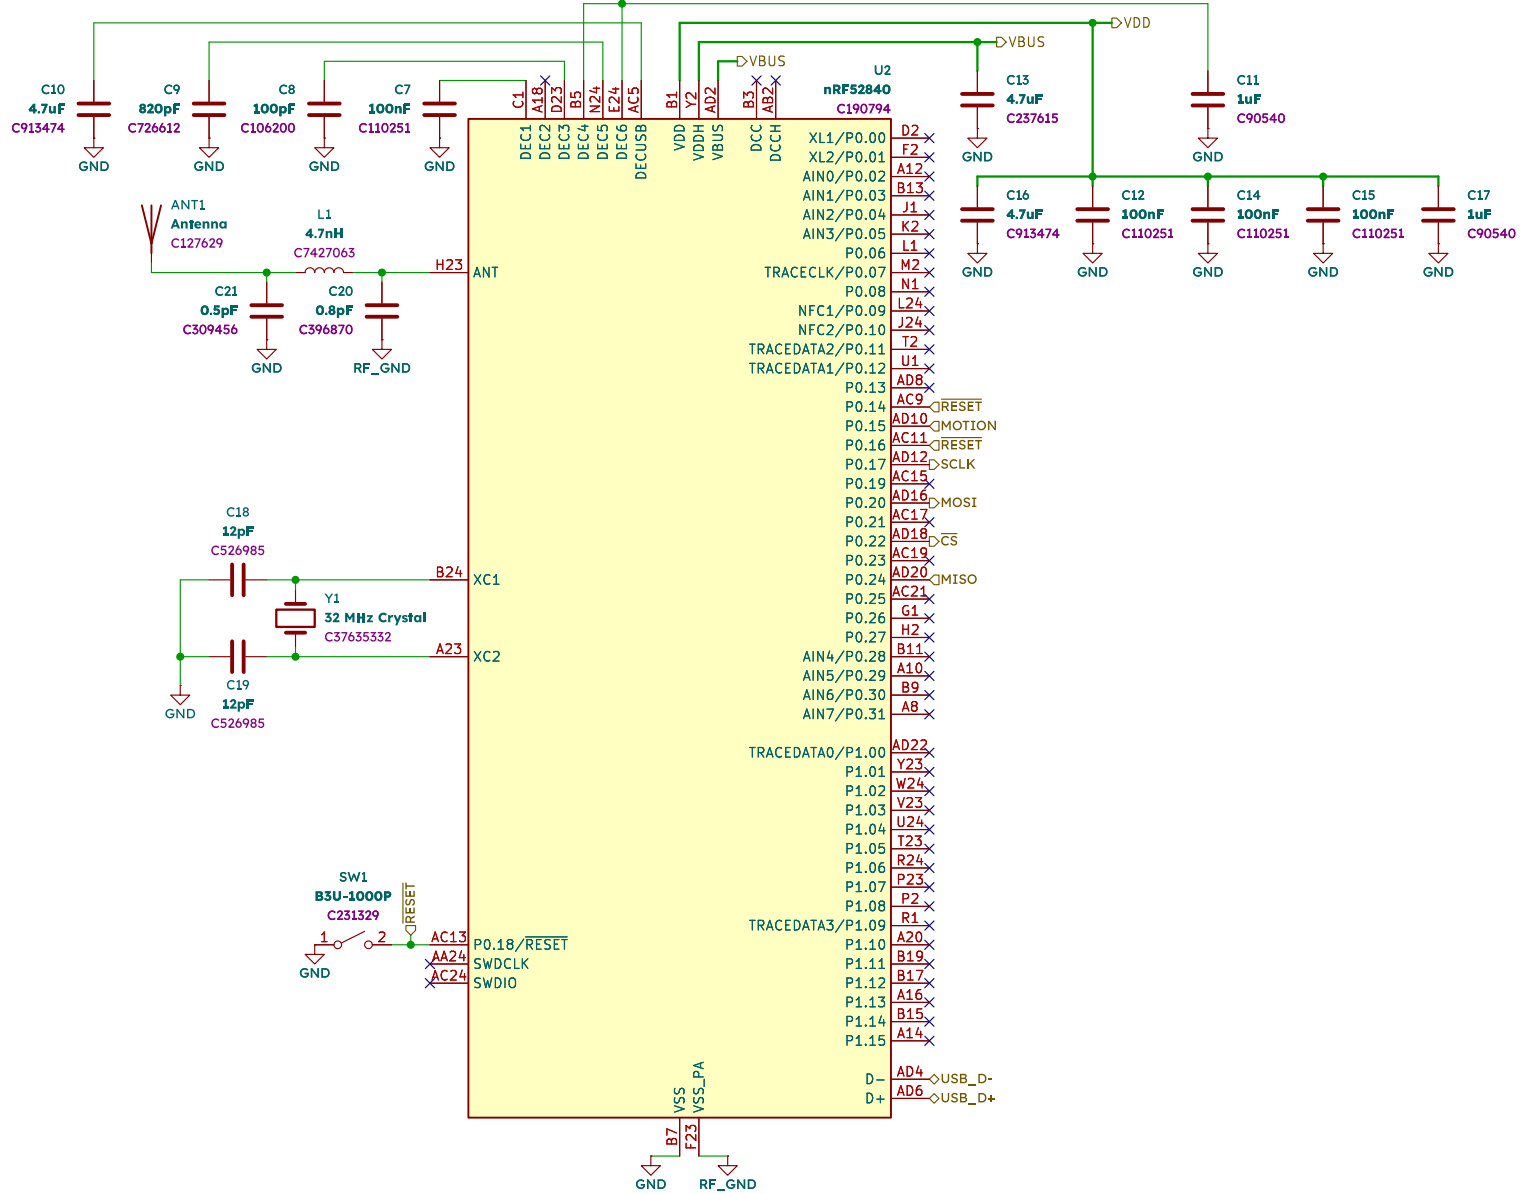 VDD
VBUS
VBUS
C10
4.7uF
C913474
GND
C9
820pF
C726612
GND
C8
100pF
C106200
GND
C7
100nF
C110251
GND
C1
A18
D23
B5
N24
E24
AC5
B1
Y2
AD2
B3
AB2
U2
nRF52840
C190794
C13
4.7uF
C237615
GND
C11
1uF
C90540
GND
DEC1
DEC2
DEC3
DEC4
DEC5
DEC6
DECUSB
VDD
VDDH
VBUS
DCC
DCCH
C16
4.7uF
C913474
GND
C12
100nF
C110251
GND
C14
100nF
C110251
GND
C15
100nF
C110251
GND
C17
1uF
C90540
GND
ANT1
Antenna
C127629
L1
4.7nH
C7427063
H23 ANT
C21
0.5pF
C309456
GND
C20
0.8pF
C396870
RF_GND
XL1/P0.00 D2
XL2/P0.01 F2
AIN0/P0.02 A12
AIN1/P0.03 B13
AIN2/P0.04 J1
AIN3/P0.05 K2
P0.06 L1
TRACECLK/P0.07 M2
P0.08 N1
NFC1/P0.09 L24
NFC2/P0.10 J24
TRACEDATA2/P0.11 T2
TRACEDATA1/P0.12 U1
P0.13 AD8
P0.14 AC9 RESET
P0.15 AD10 MOTION
P0.16 AC11 RESET
P0.17 AD12 SCLK
P0.19 AC15
P0.20 AD16 MOSI
P0.21 AC17
P0.22 AD18 CS
P0.23 AC19
P0.24 AD20 MISO
P0.25 AC21
P0.26 G1
P0.27 H2
AIN4/P0.28 B11
AIN5/P0.29 A10
AIN6/P0.30 B9
AIN7/P0.31 A8
TRACEDATA0/P1.00 AD22
P1.01 Y23
P1.02 W24
P1.03 V23
P1.04 U24
P1.05 T23
P1.06 R24
P1.07 P23
P1.08 P2
TRACEDATA3/P1.09 R1
P1.10 A20
P1.11 B19
P1.12 B17
P1.13 A16
P1.14 B15
P1.15 A14
D- AD4 USB_D-
D+ AD6 USB_D+
C18
12pF
C526985
B24 XC1
Y1
32 MHz Crystal
C37635332
A23 XC2
C19
12pF
C526985
GND
SW1
B3U-1000P
C231329
RESET
1
2
GND
AC13 P0.18/RESET
AA24 SWDCLK
AC24 SWDIO
VSS
VSS_PA
B7
F23
GND
RF_GND